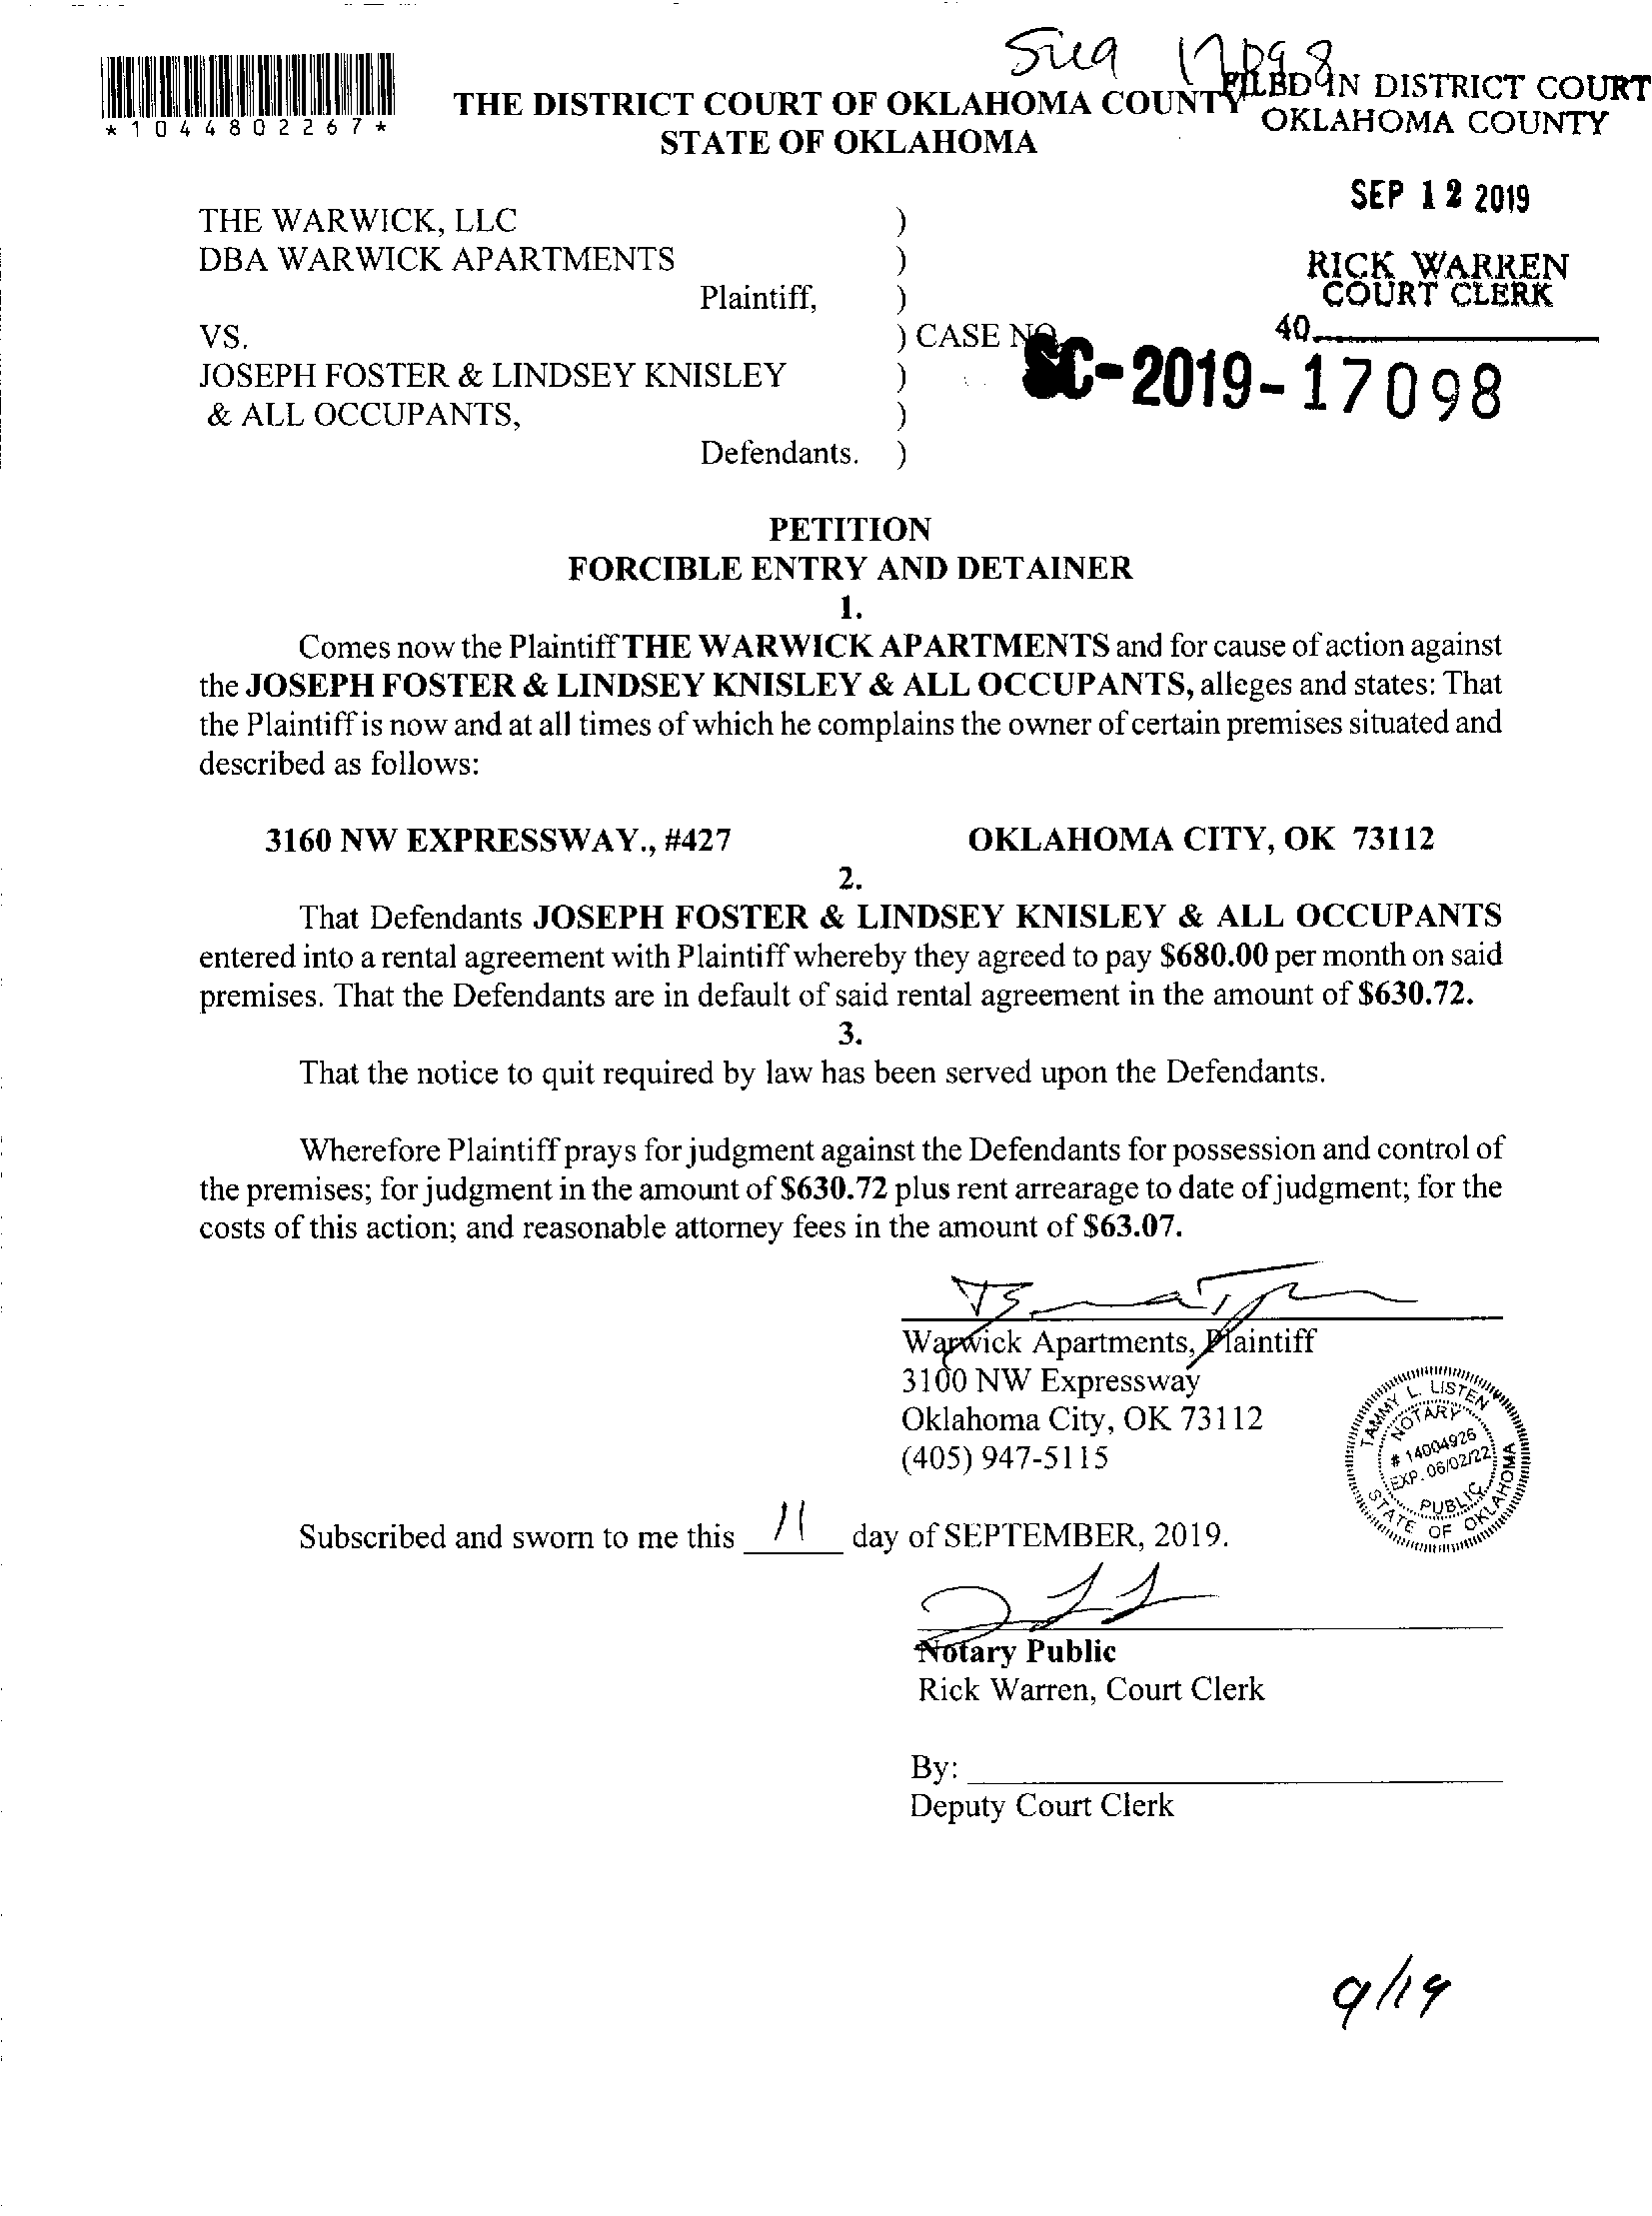 *1044802267*
THE DISTRICT COURT OF OKLAHOMA COUNTY
STATE OF OKLAHOMA
FILED IN DISTRICT COURT
OKLAHOMA COUNTY
SEP 12 2019
RICK WARREN
COURT CLERK
40
THE WARWICK, LLC )
DBA WARWICK APARTMENTS )
Plaintiff, )
VS. ) CASE NO.
SC-2019-17098
JOSEPH FOSTER & LINDSEY KNISLEY )
& ALL OCCUPANTS, )
Defendants. )
PETITION
FORCIBLE ENTRY AND DETAINER
1.
Comes now the Plaintiff THE WARWICK APARTMENTS and for cause of action against
the JOSEPH FOSTER & LINDSEY KNISLEY & ALL OCCUPANTS, alleges and states: That
the Plaintiff is now and at all times of which he complains the owner of certain premises situated and
described as follows:
3160 NW EXPRESSWAY., #427 OKLAHOMA CITY, OK 73112
2.
That Defendants JOSEPH FOSTER & LINDSEY KNISLEY & ALL OCCUPANTS
entered into a rental agreement with Plaintiff whereby they agreed to pay $680.00 per month on said
premises. That the Defendants are in default of said rental agreement in the amount of $630.72.
3.
That the notice to quit required by law has been served upon the Defendants.
Wherefore Plaintiff prays for judgment against the Defendants for possession and control of
the premises; for judgment in the amount of $630.72 plus rent arrearage to date of judgment; for the
costs of this action; and reasonable attorney fees in the amount of $63.07.
Warwick Apartments, Plaintiff
3100 NW Expressway
Oklahoma City, OK 73112
(405) 947-5115
TAMMY L. LISTEN
NOTARY
# 14004926
EXP. 06/02/22
PUBLIC
STATE OF OKLAHOMA
Subscribed and sworn to me this 11 day of SEPTEMBER, 2019.
Notary Public
Rick Warren, Court Clerk
By:
Deputy Court Clerk
9/19